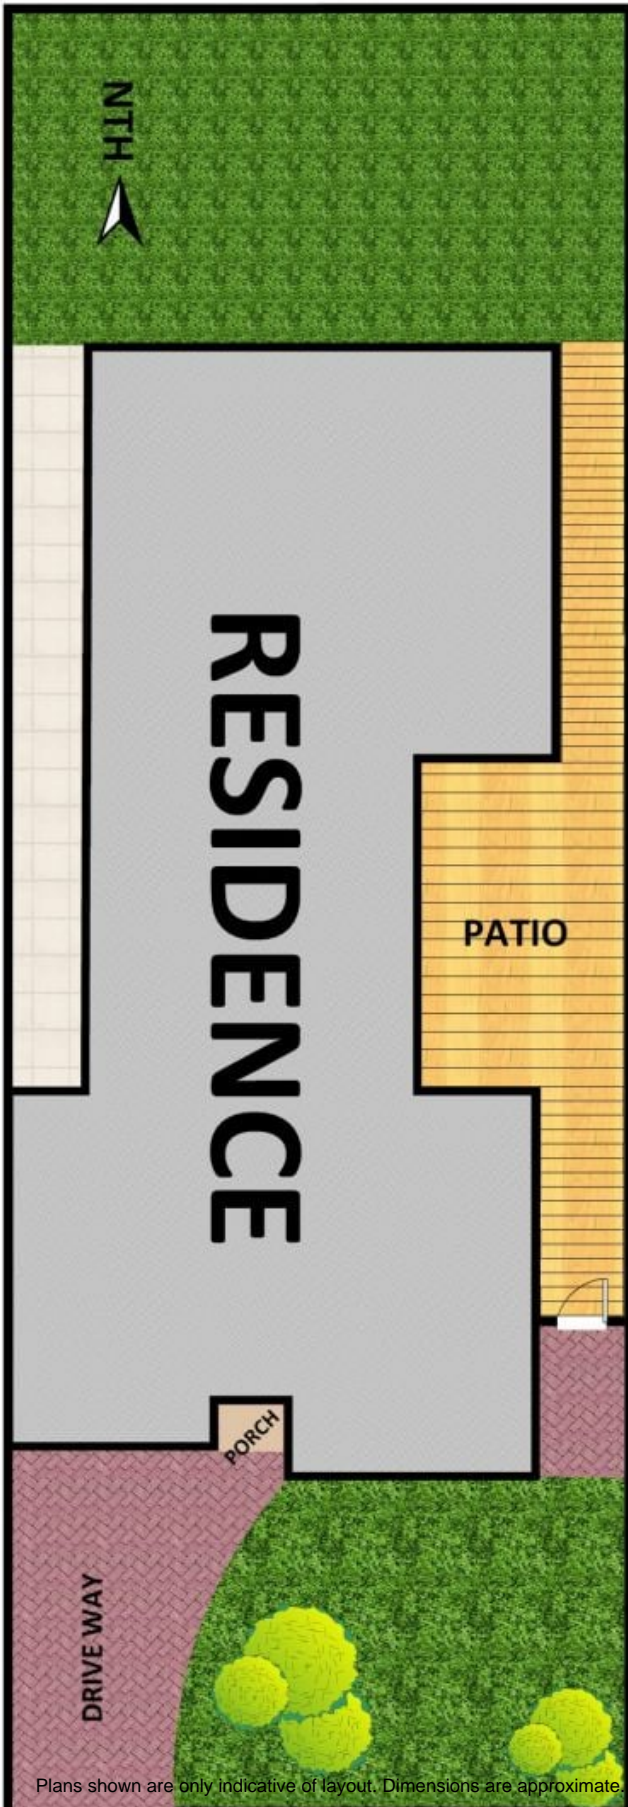 NTH
RESIDENCE
PATIO
PORCH
DRIVE WAY
Plans shown are only indicative of layout. Dimensions are approximate.